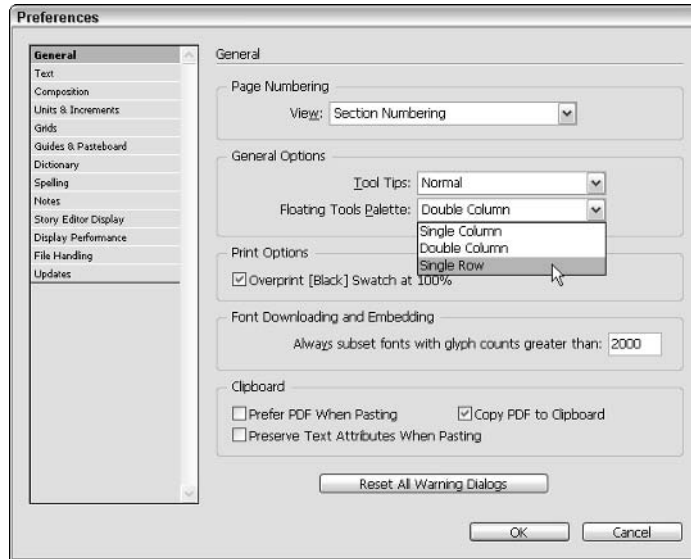 Preferences
General
Text
Composition
Units & Increments
Grids
Guides & Pasteboard
Dictionary
Spelling
Notes
Story Editor Display
Display Performance
File Handling
Updates
General
Page Numbering
View: Section Numbering
General Options
Tool Tips: Normal
Floating Tools Palette: Double Column
Single Column
Double Column
Single Row
Print Options
Overprint [Black] Swatch at 100%
Font Downloading and Embedding
Always subset fonts with glyph counts greater than: 2000
Clipboard
Prefer PDF When Pasting Copy PDF to Clipboard
Preserve Text Attributes When Pasting
Reset All Warning Dialogs
OK Cancel